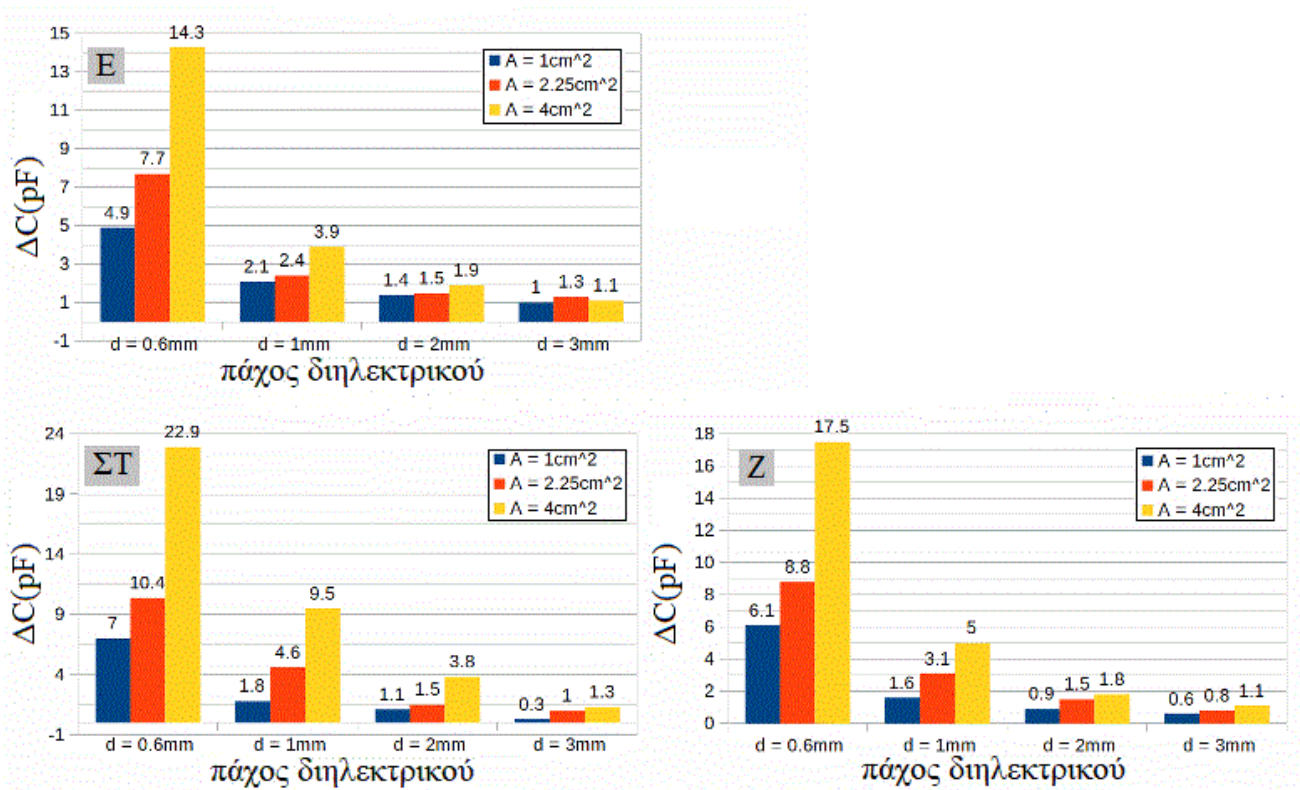 E
15
13
11
9
7
5
3
1
-1
ΔC(pF)
14.3
7.7
4.9
2.1
2.4
3.9
1.4
1.5
1.9
1
1.3
1.1
A = 1cm^2
A = 2.25cm^2
A = 4cm^2
d = 0.6mm d = 1mm d = 2mm d = 3mm
πάχος διηλεκτρικού
ΣΤ
24
19
14
9
4
-1
ΔC(pF)
22.9
10.4
7
1.8
4.6
9.5
1.1
1.5
3.8
0.3
1
1.3
A = 1cm^2
A = 2.25cm^2
A = 4cm^2
d = 0.6mm d = 1mm d = 2mm d = 3mm
πάχος διηλεκτρικού
Z
18
16
14
12
10
8
6
4
2
0
ΔC(pF)
17.5
8.8
6.1
1.6
3.1
5
0.9
1.5
1.8
0.6
0.8
1.1
A = 1cm^2
A = 2.25cm^2
A = 4cm^2
d = 0.6mm d = 1mm d = 2mm d = 3mm
πάχος διηλεκτρικού